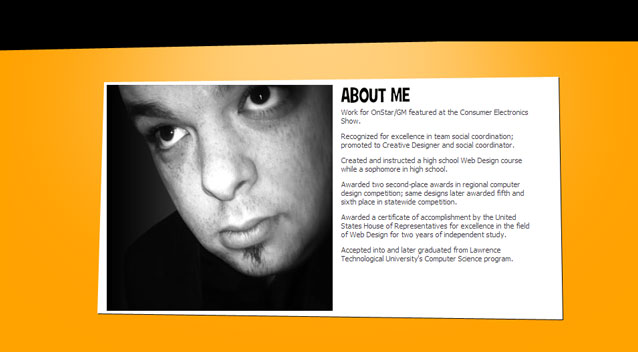 ABOUT ME
Work for OnStar/GM featured at the Consumer Electronics
Show.
Recognized for excellence in team social coordination;
promoted to Creative Designer and social coordinator.
Created and instructed a high school Web Design course
while a sophomore in high school.
Awarded two second-place awards in regional computer
design competition; same designs later awarded fifth and
sixth place in statewide competition.
Awarded a certificate of accomplishment by the United
States House of Representatives for excellence in the field
of Web Design for two years of independent study.
Accepted into and later graduated from Lawrence
Technological University's Computer Science program.